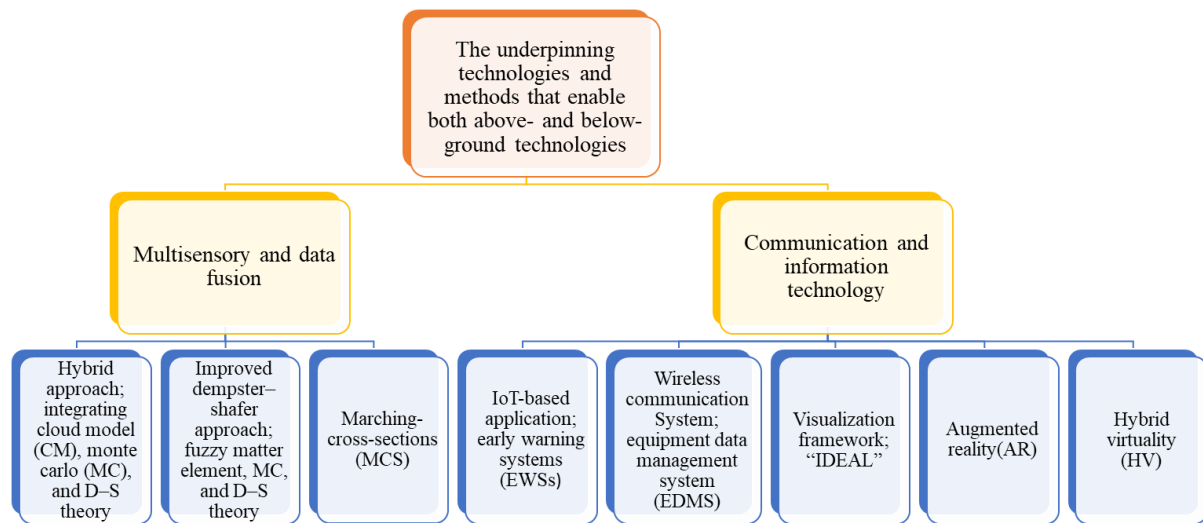 The underpinning
technologies and
methods that enable
both above- and below-
ground technologies
Multisensory and data
fusion
Communication and
information
technology
Hybrid
approach;
integrating
cloud model
(CM), monte
carlo (MC),
and D–S
theory
Improved
dempster–
shafer
approach;
fuzzy matter
element, MC,
and D–S
theory
Marching-
cross-sections
(MCS)
IoT-based
application;
early warning
systems
(EWSs)
Wireless
communication
System;
equipment data
management
system
(EDMS)
Visualization
framework;
“IDEAL”
Augmented
reality(AR)
Hybrid
virtuality
(HV)